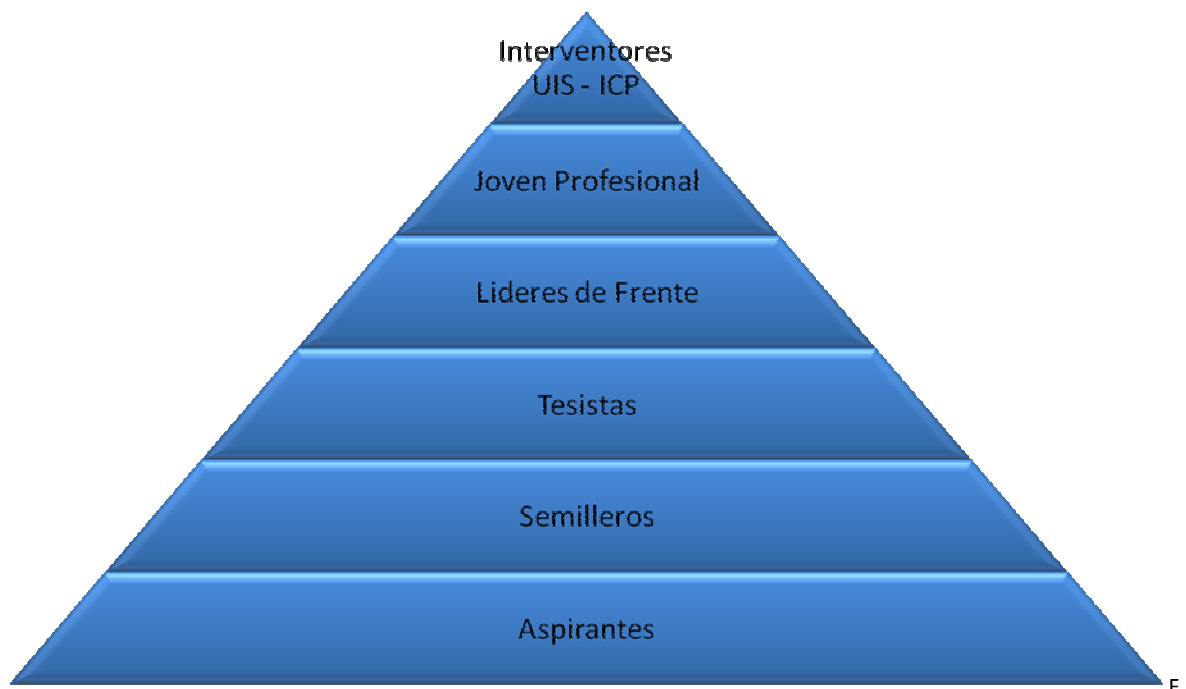 Interventores
UIS - ICP
Joven Profesional
Lideres de Frente
Tesistas
Semilleros
Aspirantes